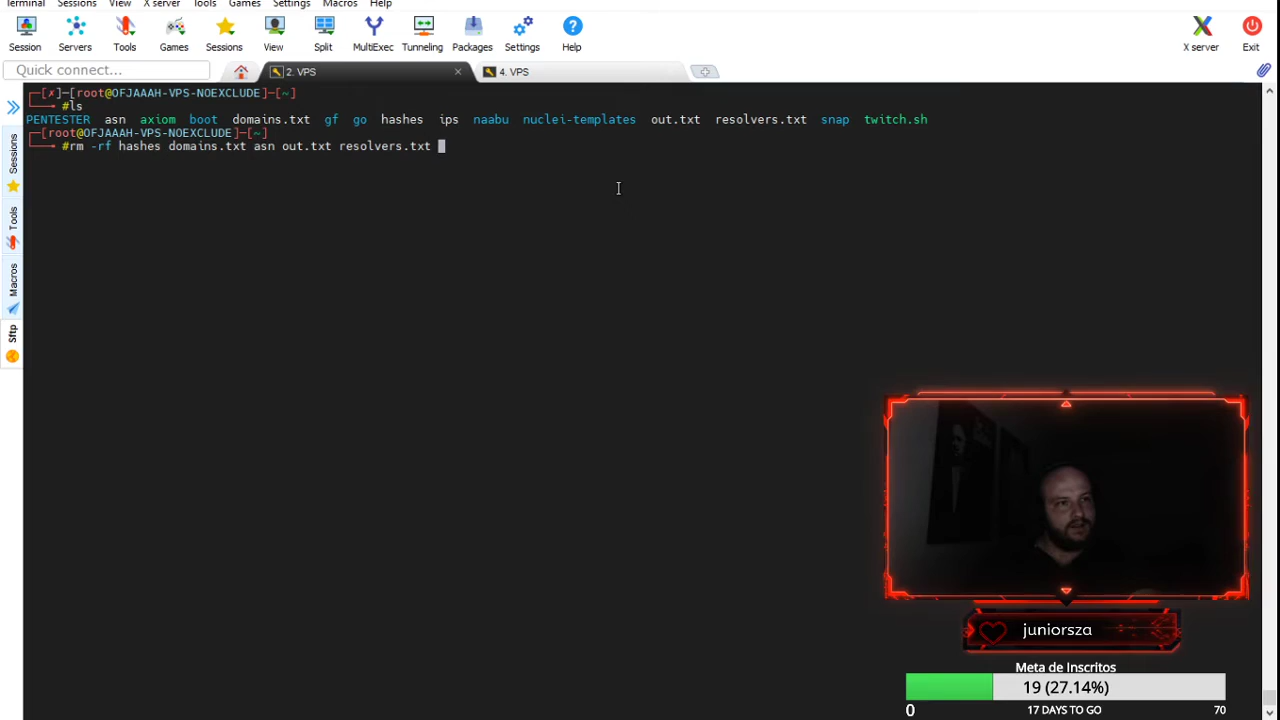 Terminal Sessions View X server Tools Games Settings Macros Help
Session Servers Tools Games Sessions View Split MultiExec Tunneling Packages Settings Help X server Exit
Quick connect... 2. VPS 4. VPS
┌─[✗]─[root@OFJAAAH-VPS-NOEXCLUDE]─[~]
└──╼ #ls
PENTESTER asn axiom boot domains.txt gf go hashes ips naabu nuclei-templates out.txt resolvers.txt snap twitch.sh
┌─[root@OFJAAAH-VPS-NOEXCLUDE]─[~]
└──╼ #rm -rf hashes domains.txt asn out.txt resolvers.txt
Sessions
Tools
Macros
Sftp
juniorsza
Meta de Inscritos
19 (27.14%)
0 17 DAYS TO GO 70